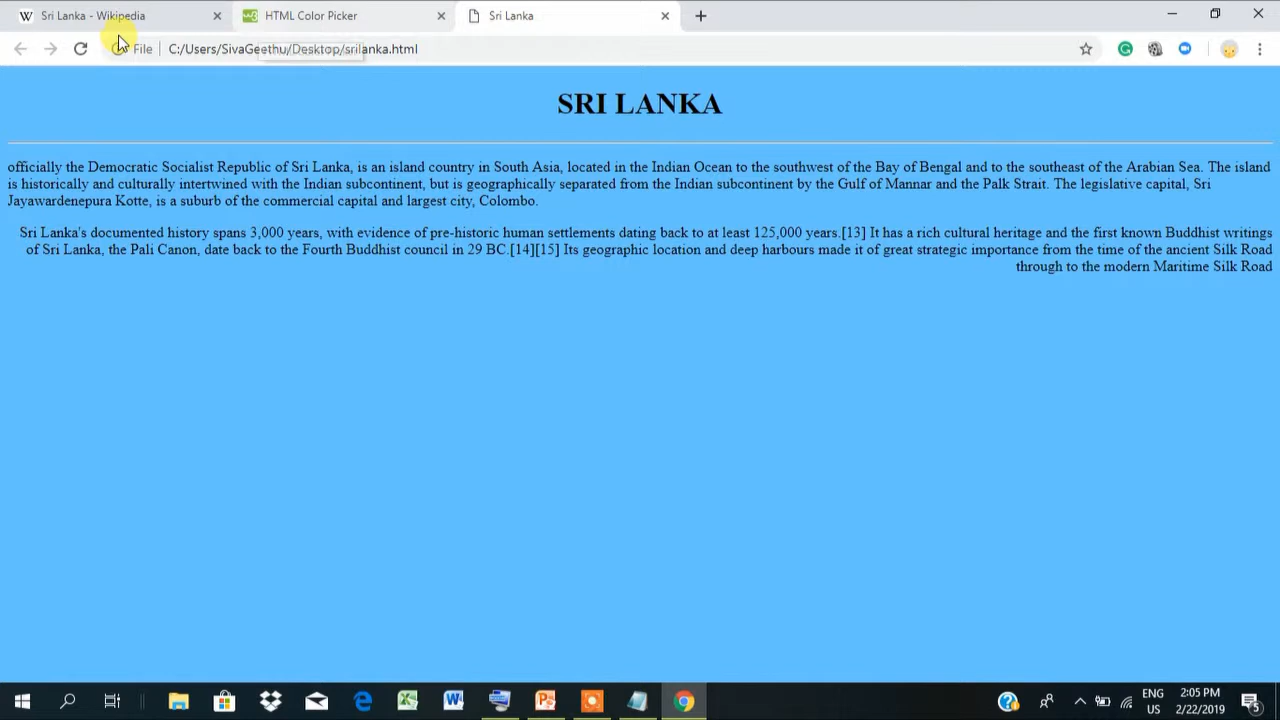 Sri Lanka - Wikipedia
HTML Color Picker
Sri Lanka
File
C:/Users/SivaGeethu/Desktop/srilanka.html
SRI LANKA
officially the Democratic Socialist Republic of Sri Lanka, is an island country in South Asia, located in the Indian Ocean to the southwest of the Bay of Bengal and to the southeast of the Arabian Sea. The island
is historically and culturally intertwined with the Indian subcontinent, but is geographically separated from the Indian subcontinent by the Gulf of Mannar and the Palk Strait. The legislative capital, Sri
Jayawardenepura Kotte, is a suburb of the commercial capital and largest city, Colombo.
Sri Lanka's documented history spans 3,000 years, with evidence of pre-historic human settlements dating back to at least 125,000 years.[13] It has a rich cultural heritage and the first known Buddhist writings
of Sri Lanka, the Pali Canon, date back to the Fourth Buddhist council in 29 BC.[14][15] Its geographic location and deep harbours made it of great strategic importance from the time of the ancient Silk Road
through to the modern Maritime Silk Road
ENG
US
2:05 PM
2/22/2019
5